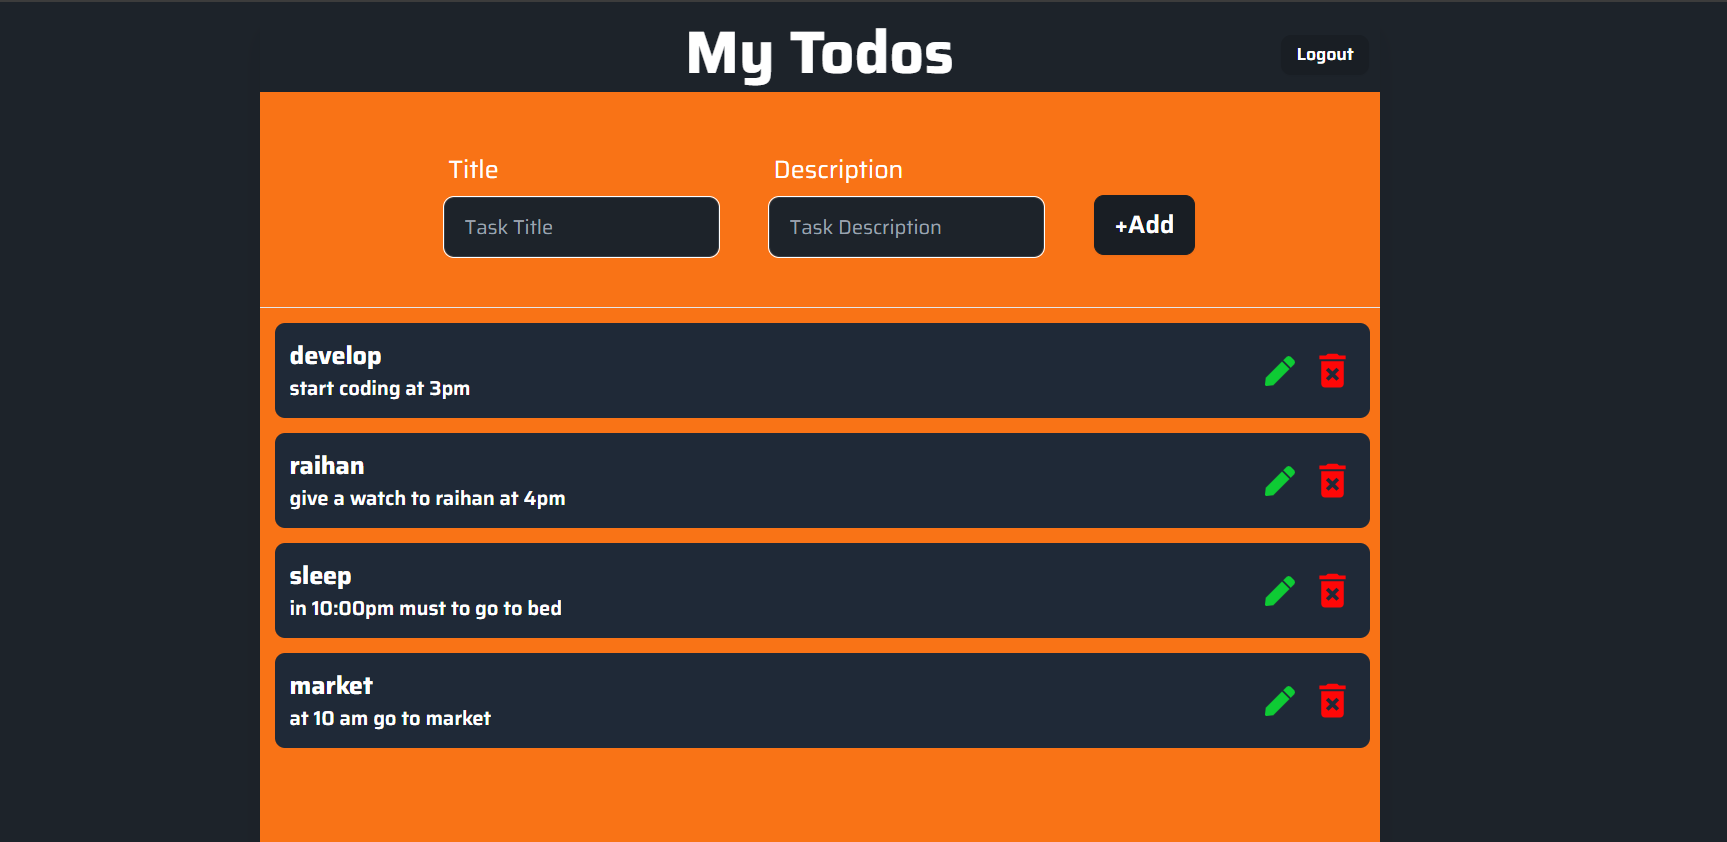 My Todos
Logout
Title
Description
Task Title
Task Description
+Add
develop
start coding at 3pm
raihan
give a watch to raihan at 4pm
sleep
in 10:00pm must to go to bed
market
at 10 am go to market